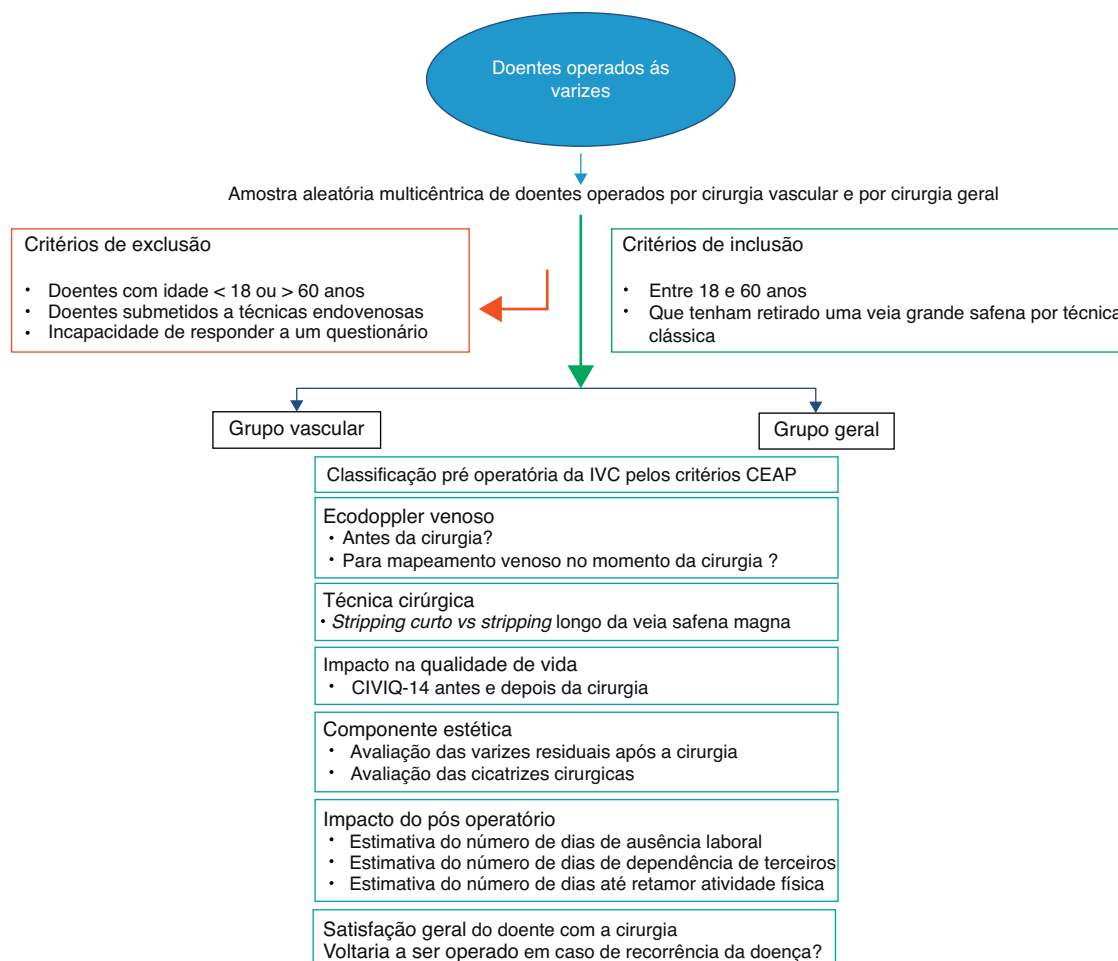 Doentes operados ás
varizes
Amostra aleatória multicêntrica de doentes operados por cirurgia vascular e por cirurgia geral
Critérios de exclusão
• Doentes com idade < 18 ou > 60 anos
• Doentes submetidos a técnicas endovenosas
• Incapacidade de responder a um questionário
Critérios de inclusão
• Entre 18 e 60 anos
• Que tenham retirado uma veia grande safena por técnica
clássica
Grupo vascular
Grupo geral
Classificação pré operatória da IVC pelos critérios CEAP
Ecodoppler venoso
• Antes da cirurgia?
• Para mapeamento venoso no momento da cirurgia ?
Técnica cirúrgica
• Stripping curto vs stripping longo da veia safena magna
Impacto na qualidade de vida
• CIVIQ-14 antes e depois da cirurgia
Componente estética
• Avaliação das varizes residuais após a cirurgia
• Avaliação das cicatrizes cirurgicas
Impacto do pós operatório
• Estimativa do número de dias de ausência laboral
• Estimativa do número de dias de dependência de terceiros
• Estimativa do número de dias até retamor atividade física
Satisfação geral do doente com a cirurgia
Voltaria a ser operado em caso de recorrência da doença?